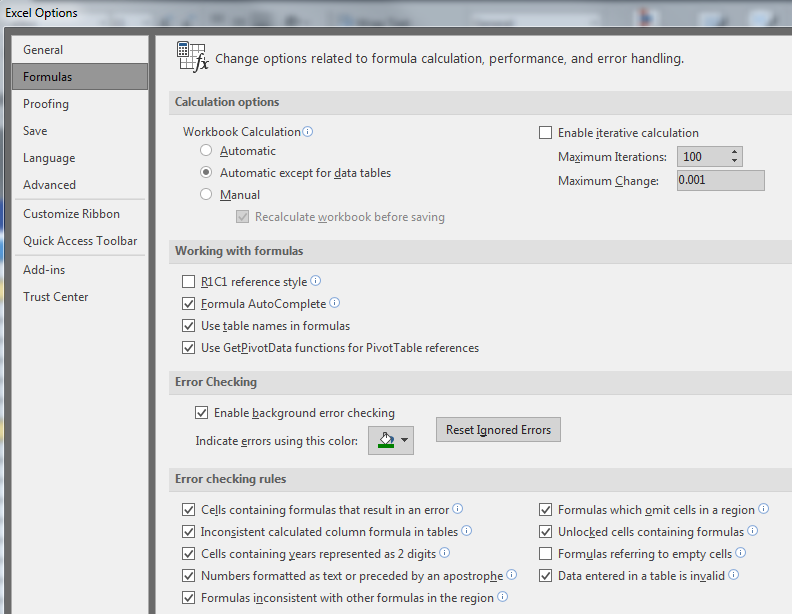 Excel Options
General
Formulas
Proofing
Save
Language
Advanced
Customize Ribbon
Quick Access Toolbar
Add-ins
Trust Center
Change options related to formula calculation, performance, and error handling.
Calculation options
Workbook Calculation
Automatic
Automatic except for data tables
Manual
Recalculate workbook before saving
Enable iterative calculation
Maximum Iterations: 100
Maximum Change: 0.001
Working with formulas
R1C1 reference style
Formula AutoComplete
Use table names in formulas
Use GetPivotData functions for PivotTable references
Error Checking
Enable background error checking
Indicate errors using this color:
Reset Ignored Errors
Error checking rules
Cells containing formulas that result in an error
Inconsistent calculated column formula in tables
Cells containing years represented as 2 digits
Numbers formatted as text or preceded by an apostrophe
Formulas inconsistent with other formulas in the region
Formulas which omit cells in a region
Unlocked cells containing formulas
Formulas referring to empty cells
Data entered in a table is invalid